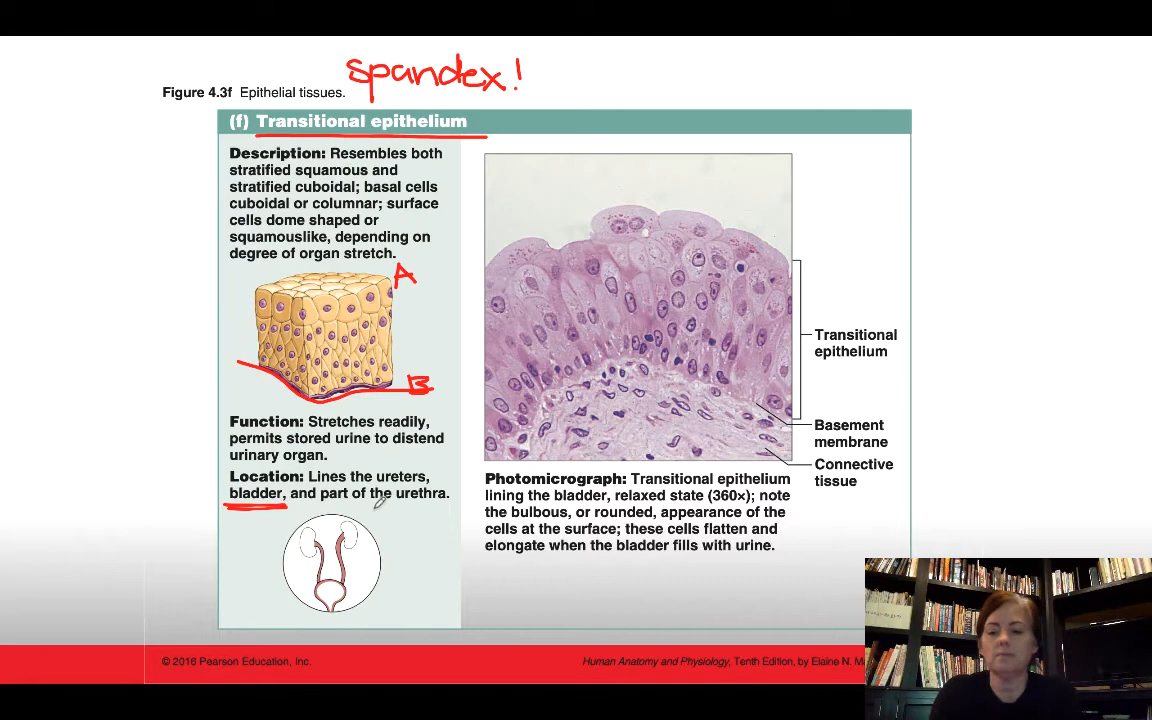 spandex!
Figure 4.3f Epithelial tissues.
(f) Transitional epithelium
Description: Resembles both
stratified squamous and
stratified cuboidal; basal cells
cuboidal or columnar; surface
cells dome shaped or
squamouslike, depending on
degree of organ stretch.
A
B
Function: Stretches readily,
permits stored urine to distend
urinary organ.
Location: Lines the ureters,
bladder, and part of the urethra.
Transitional
epithelium
Basement
membrane
Connective
tissue
Photomicrograph: Transitional epithelium
lining the bladder, relaxed state (360×); note
the bulbous, or rounded, appearance of the
cells at the surface; these cells flatten and
elongate when the bladder fills with urine.
© 2016 Pearson Education, Inc.
Human Anatomy and Physiology, Tenth Edition, by Elaine N.